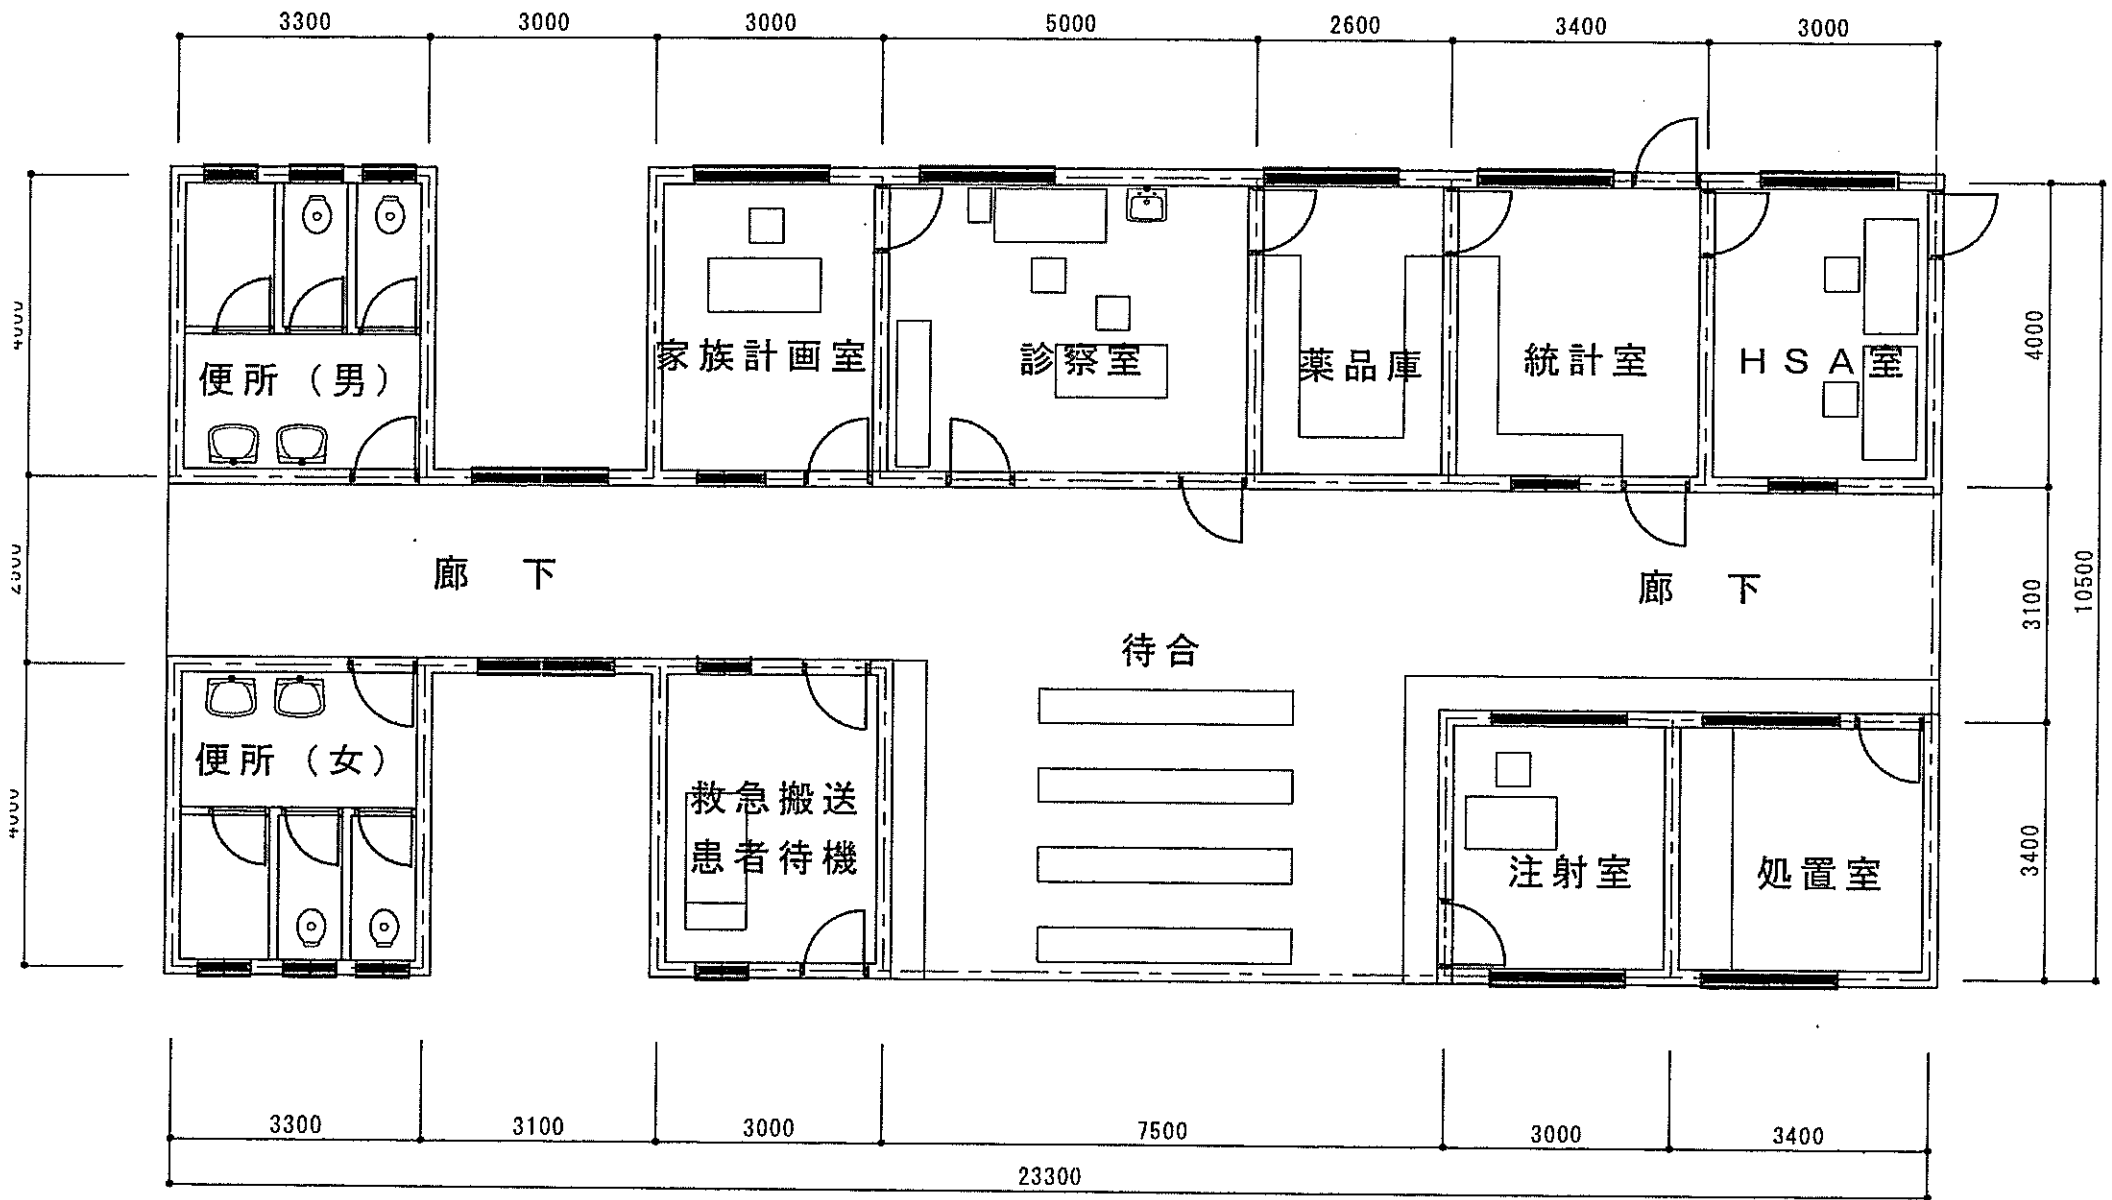 3300 3000 3000 5000 2600 3400 3000
家族計画室 診察室 薬品庫 統計室 HSA室
便所(男)
4000
廊 下
廊 下
3100
10500
待合
便所(女)
救急搬送
患者待機
注射室 処置室
3400
3300 3100 3000 7500 3000 3400
23300